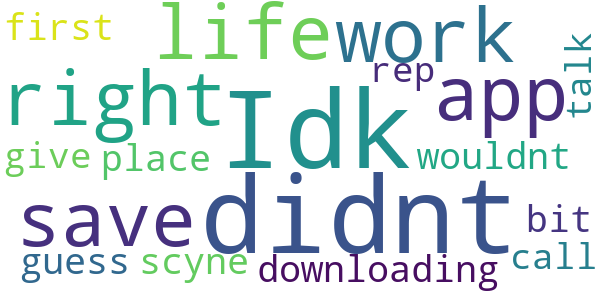 first life work
rep
right Idk app talk
give place wouldnt
save didnt bit
guess scyne downloading call